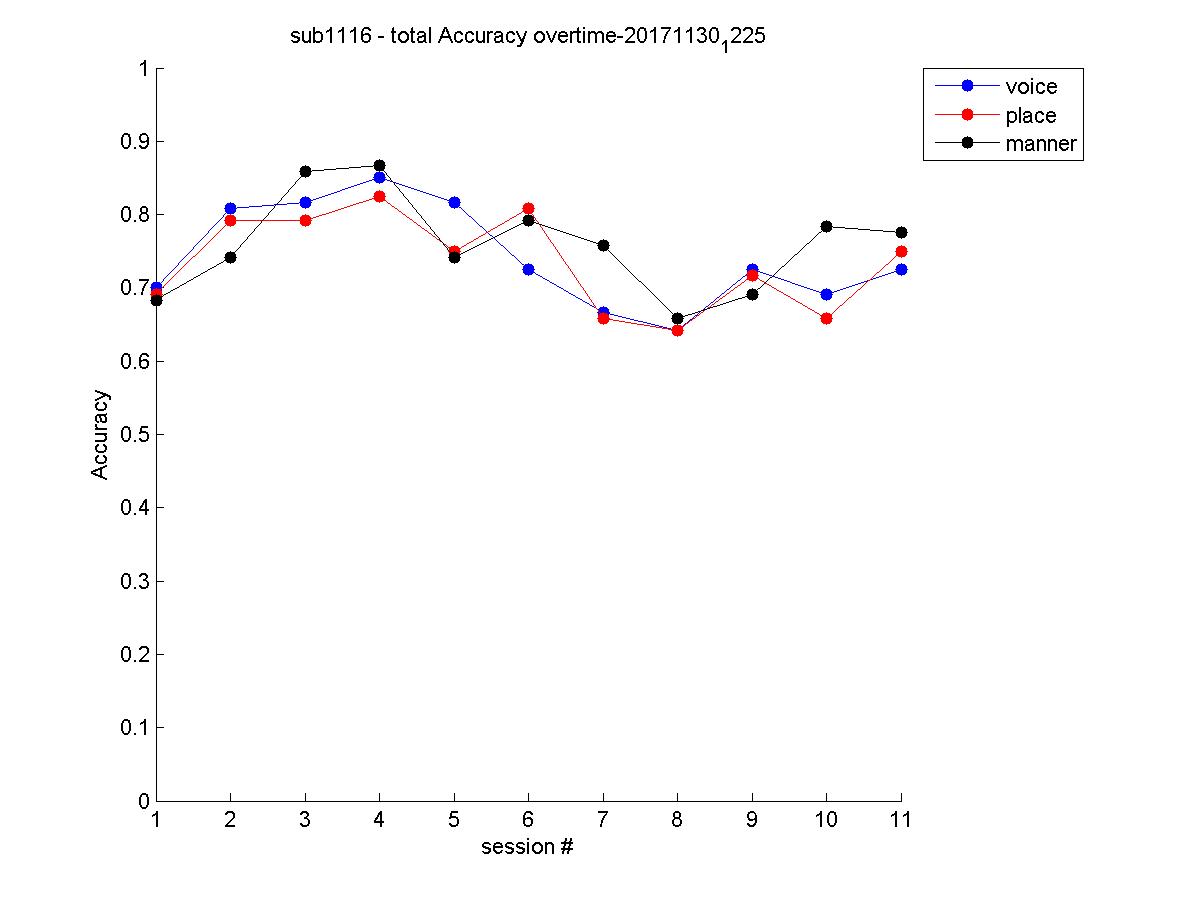 sub1116 - total Accuracy overtime-20171130₁225
voice
place
manner
1
0.9
0.8
0.7
0.6
0.5
0.4
0.3
0.2
0.1
0
Accuracy
1 2 3 4 5 6 7 8 9 10 11
session #